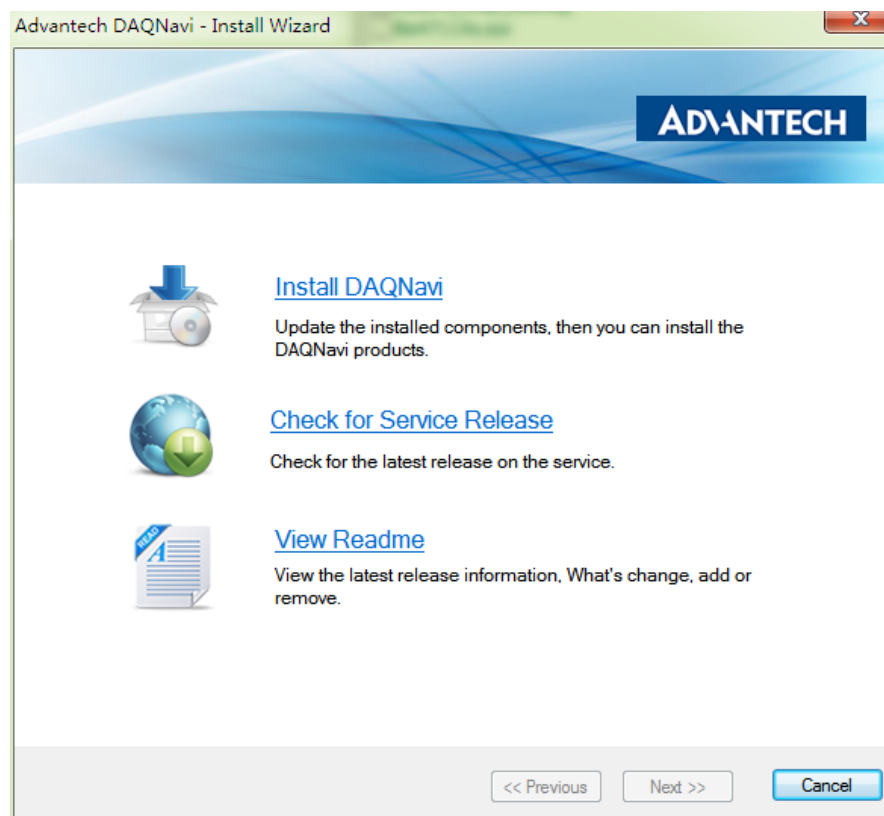 Advantech DAQNavi - Install Wizard
ADVANTECH
Install DAQNavi
Update the installed components, then you can install the
DAQNavi products.
Check for Service Release
Check for the latest release on the service.
READ
A
View Readme
View the latest release information, What's change, add or
remove.
<< Previous
Next >>
Cancel